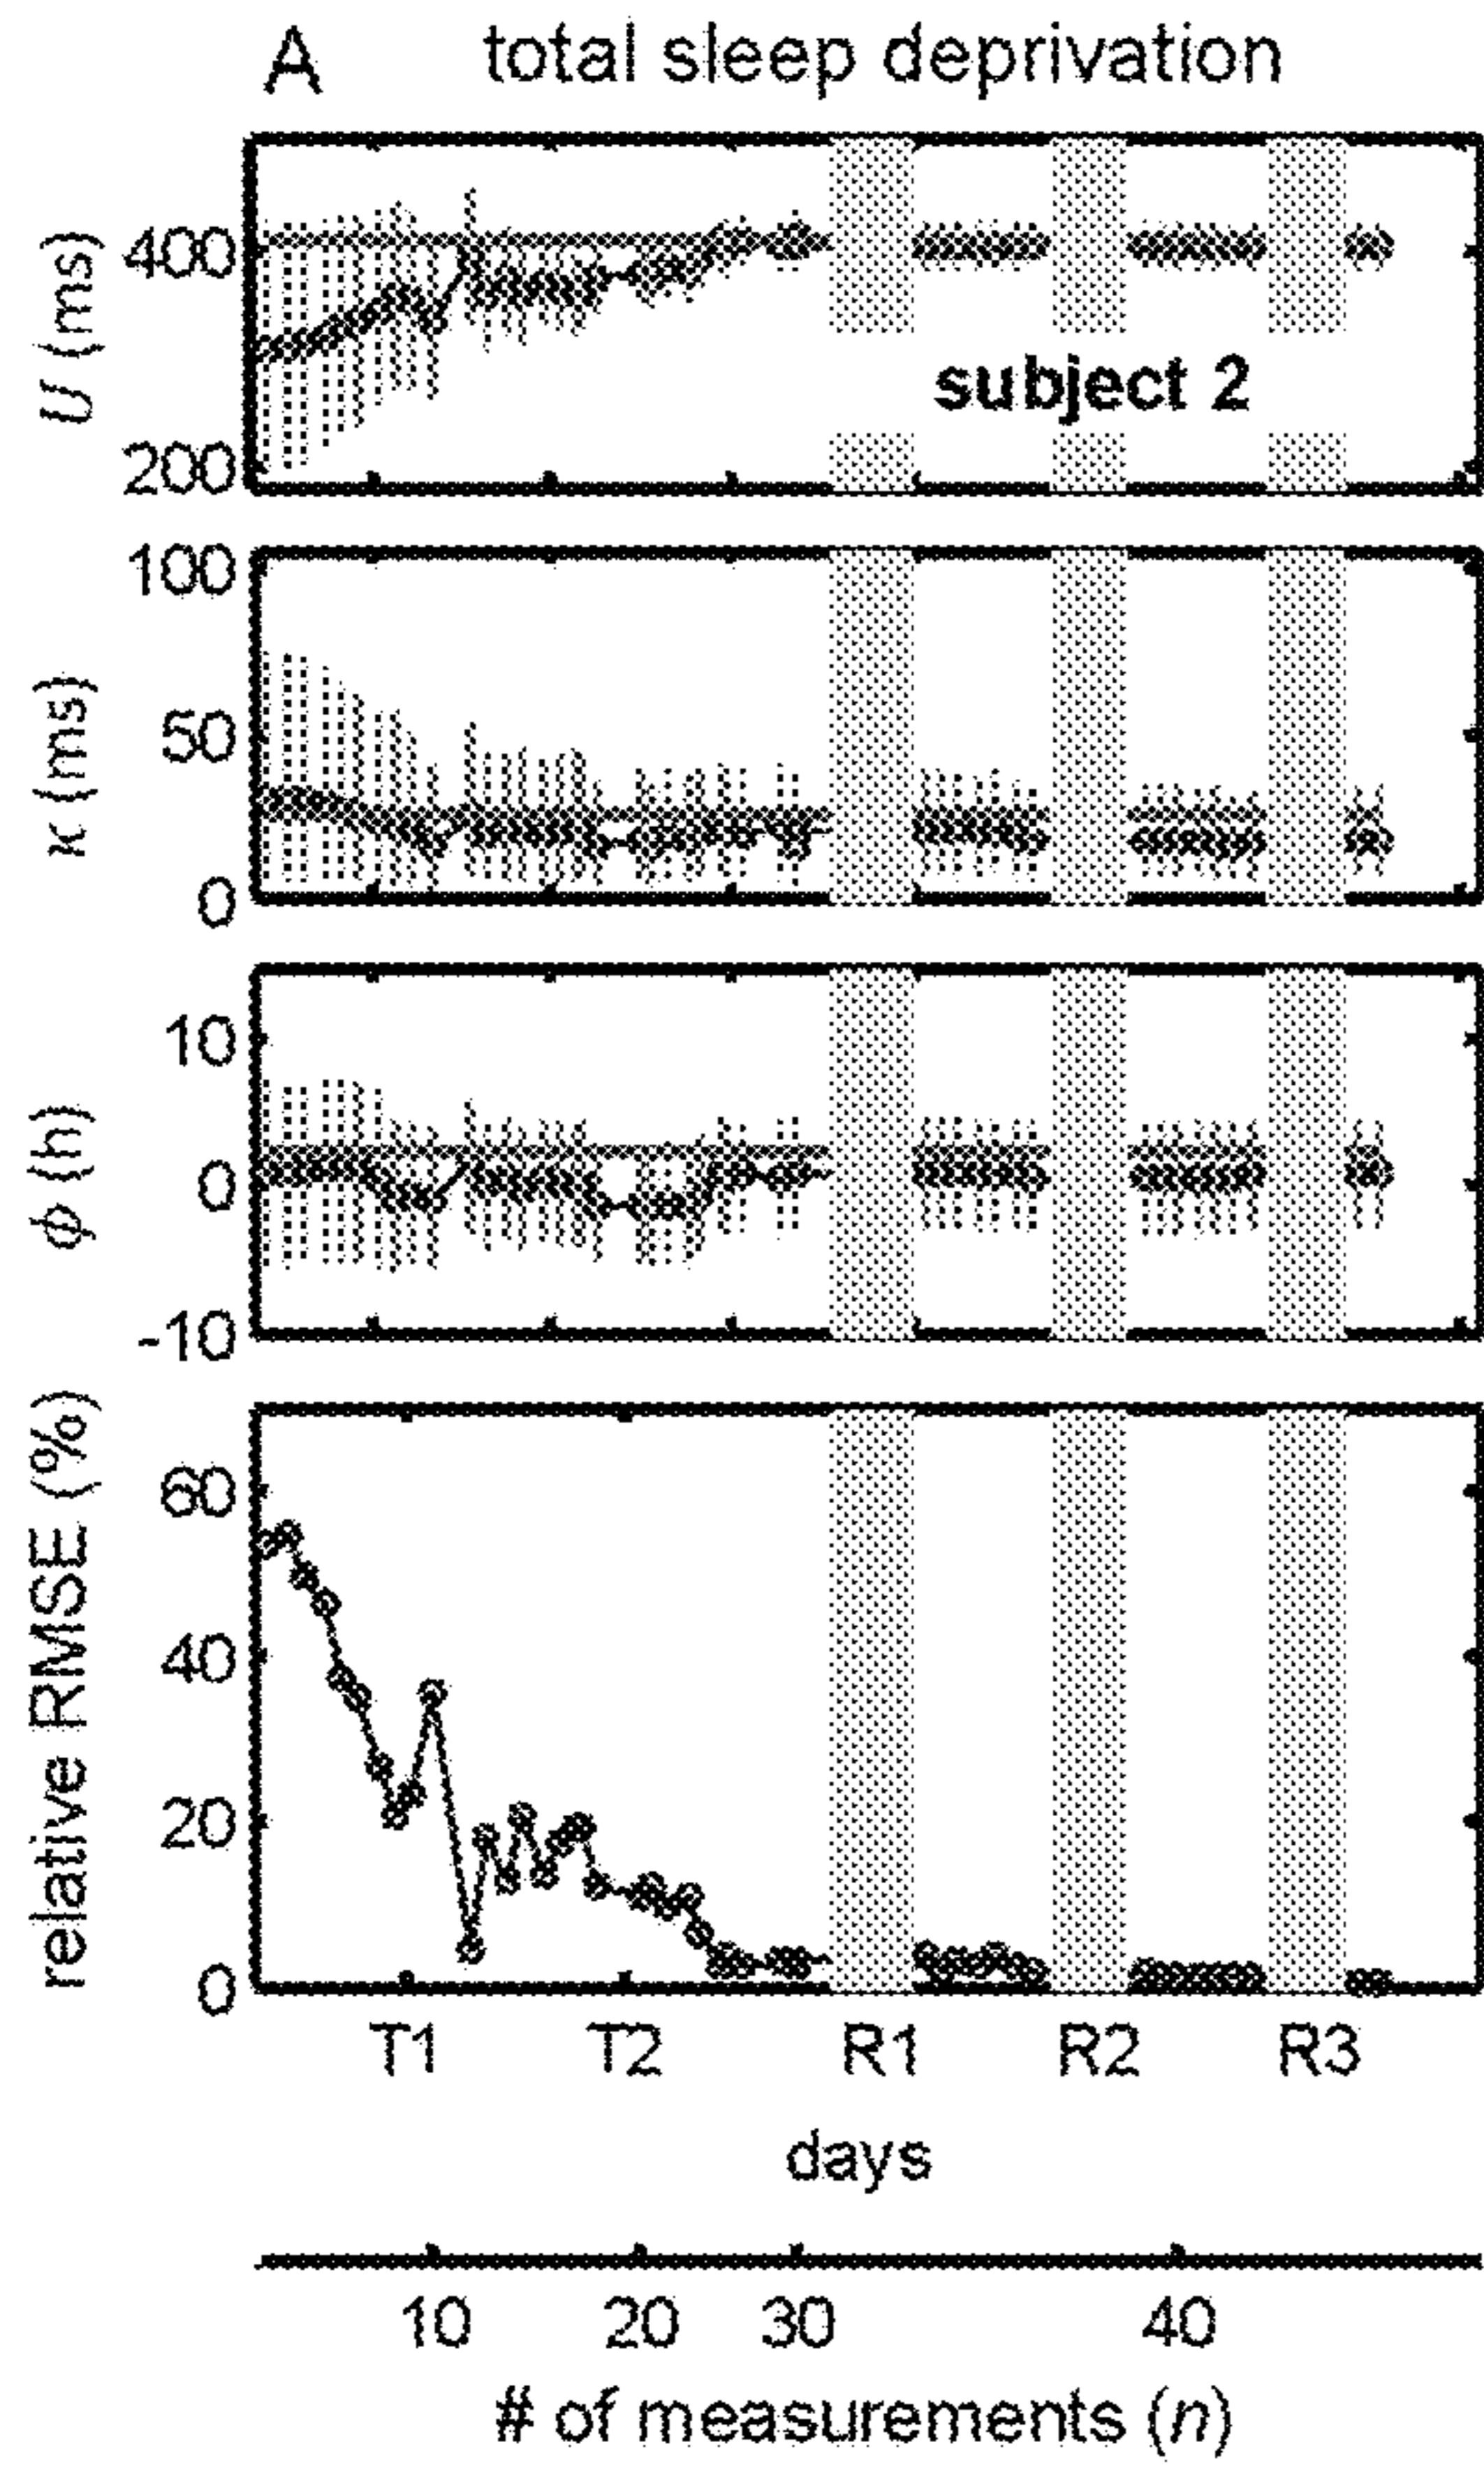 A total sleep deprivation
U (ms)
400
200
subject 2
κ (ms)
100
50
0
ϕ (h)
10
0
-10
relative RMSE (%)
60
40
20
0
T1 T2 R1 R2 R3
days
10 20 30 40
# of measurements (n)